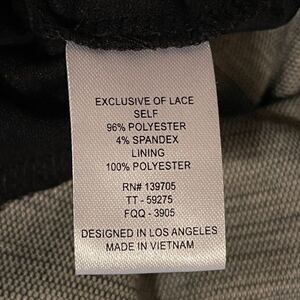 EXCLUSIVE OF LACE
SELF
96% POLYESTER
4% SPANDEX
LINING
100% POLYESTER
RN# 139705
TT - 59275
FQQ - 3905
DESIGNED IN LOS ANGELES
MADE IN VIETNAM